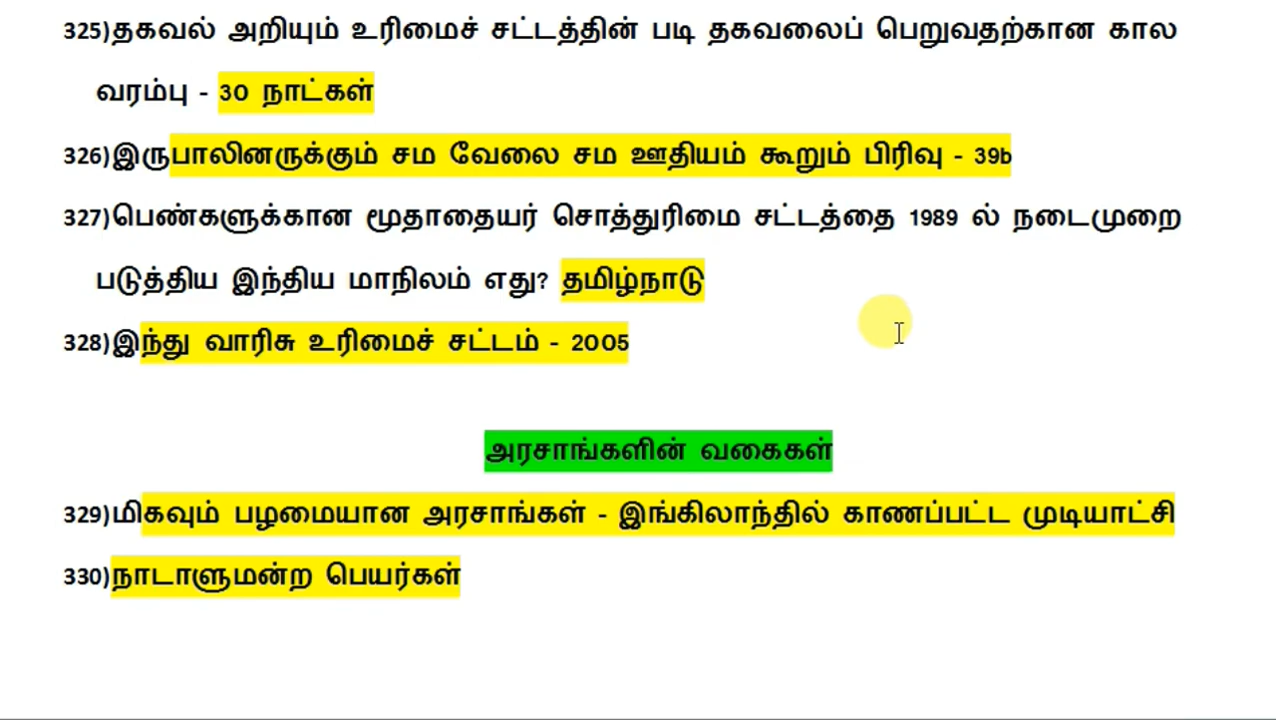 325)தகவல் அறியும் உரிமைச் சட்டத்தின் படி தகவலைப் பெறுவதற்கான கால
வரம்பு - 30 நாட்கள்
326)இருபாலினருக்கும் சம வேலை சம ஊதியம் கூறும் பிரிவு - 39b
327)பெண்களுக்கான மூதாதையர் சொத்துரிமை சட்டத்தை 1989 ல் நடைமுறை
படுத்திய இந்திய மாநிலம் எது? தமிழ்நாடு
328)இந்து வாரிசு உரிமைச் சட்டம் - 2005
அரசாங்களின் வகைகள்
329)மிகவும் பழமையான அரசாங்கள் - இங்கிலாந்தில் காணப்பட்ட முடியாட்சி
330)நாடாளுமன்ற பெயர்கள்